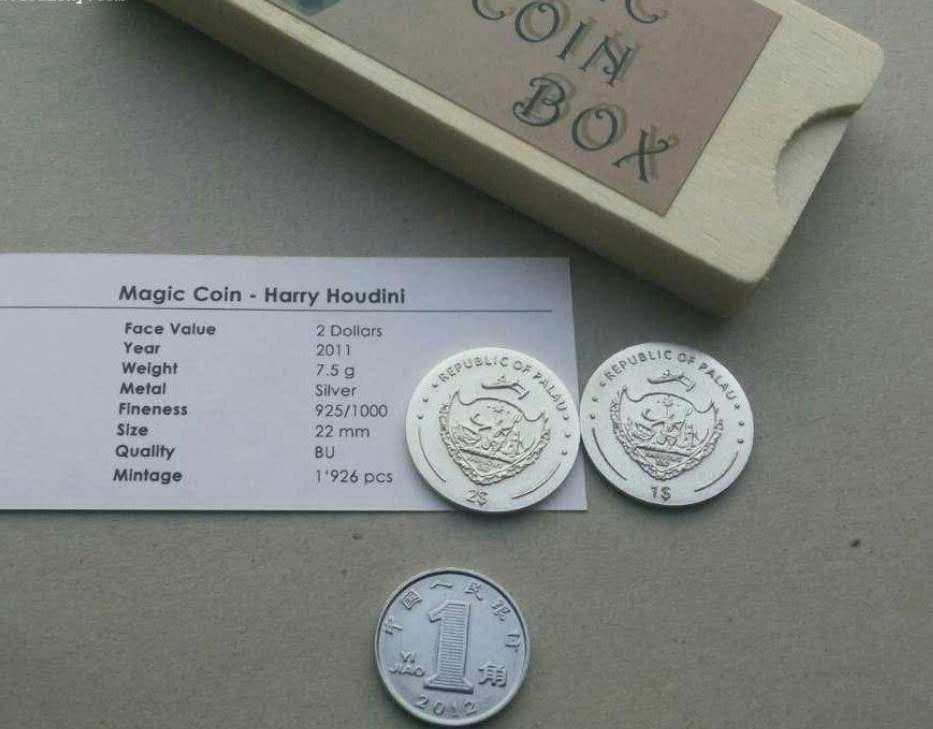 COIN
BOX
Magic Coin - Harry Houdini
Face Value 2 Dollars
Year 2011
Weight 7.5 g
Metal Silver
Fineness 925/1000
Size 22 mm
Quality BU
Mintage 1'926 pcs
REPUBLIC OF PALAU
2$
REPUBLIC OF PALAU
1$
中国人民银行
1
YI
JIAO
角
2012